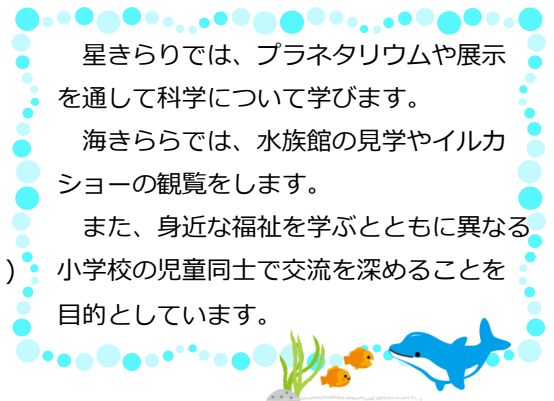 星きらりでは、プラネタリウムや展示
を通して科学について学びます。
海きららでは、水族館の見学やイルカ
ショーの観覧をします。
また、身近な福祉を学ぶとともに異なる
) 小学校の児童同士で交流を深めることを
目的としています。